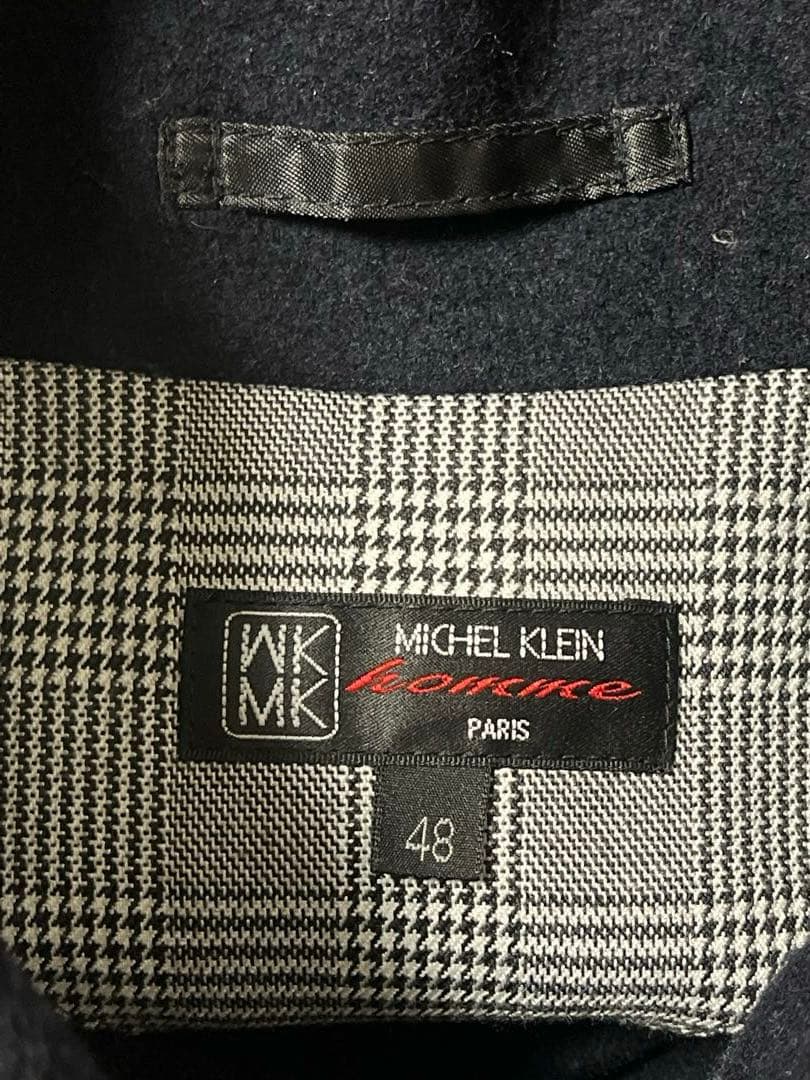 MK
MK
MICHEL KLEIN
homme
PARIS
48